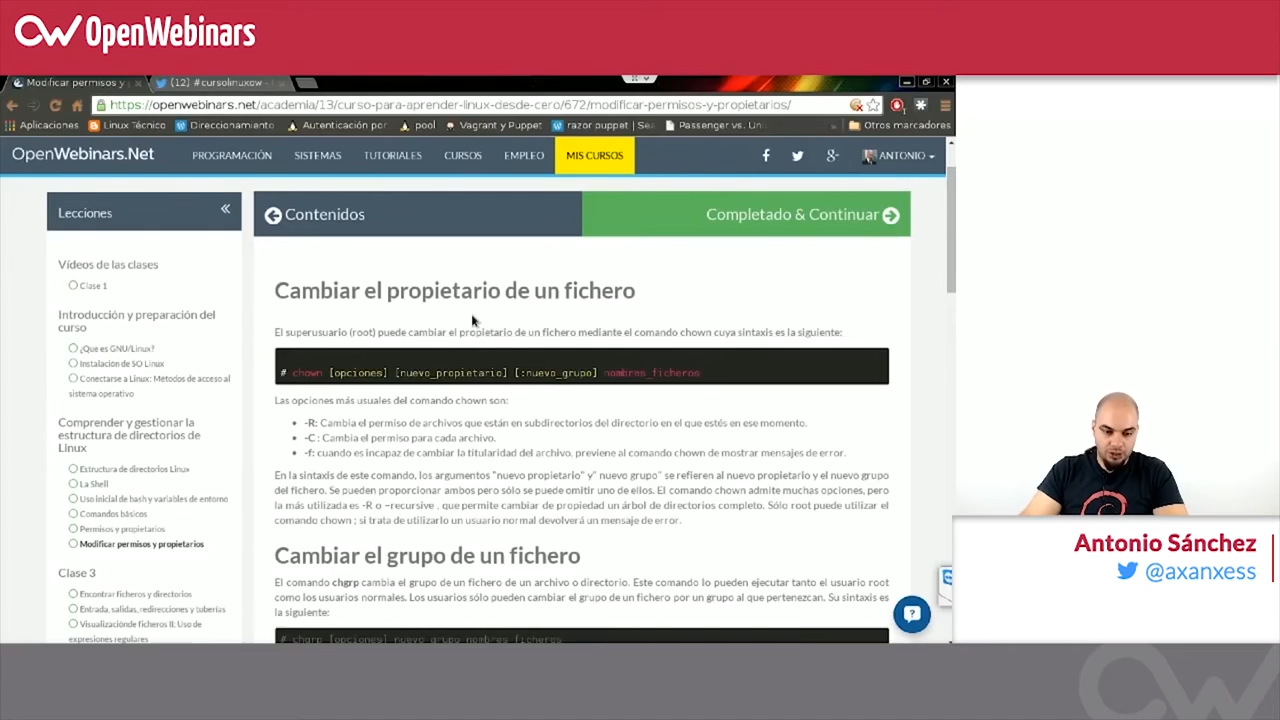 OpenWebinars
Modificar permisos y
(12) #cursolinuxow -
https://openwebinars.net/academia/13/curso-para-aprender-linux-desde-cero/672/modificar-permisos-y-propietarios/
Aplicaciones Linux Técnico Direccionamiento Autenticación por pool Vagrant y Puppet razor puppet | Sea Passenger vs. Uni Otros marcadores
OpenWebinars.Net PROGRAMACIÓN SISTEMAS TUTORIALES CURSOS EMPLEO MIS CURSOS ANTONIO
Lecciones
Contenidos
Completado & Continuar
Vídeos de las clases
Clase 1
Introducción y preparación del
curso
¿Que es GNU/Linux?
Instalación de SO Linux
Conectarse a Linux: Métodos de acceso al
sistema operativo
Comprender y gestionar la
estructura de directorios de
Linux
Estructura de directorios Linux
La Shell
Uso inicial de bash y variables de entorno
Comandos básicos
Permisos y propietarios
Modificar permisos y propietarios
Clase 3
Encontrar ficheros y directorios
Entrada, salidas, redirecciones y tuberías
Visualizaciónde ficheros II: Uso de
expresiones regulares
Cambiar el propietario de un fichero
El superusuario (root) puede cambiar el propietario de un fichero mediante el comando chown cuya sintaxis es la siguiente:
# chown [opciones] [nuevo_propietario] [:nuevo_grupo] nombres_ficheros
Las opciones más usuales del comando chown son:
-R: Cambia el permiso de archivos que están en subdirectorios del directorio en el que estés en ese momento.
-C : Cambia el permiso para cada archivo.
-f: cuando es incapaz de cambiar la titularidad del archivo, previene al comando chown de mostrar mensajes de error.
En la sintaxis de este comando, los argumentos "nuevo propietario" y" nuevo grupo" se refieren al nuevo propietario y el nuevo grupo
del fichero. Se pueden proporcionar ambos pero sólo se puede omitir uno de ellos. El comando chown admite muchas opciones, pero
la más utilizada es -R o –recursive , que permite cambiar de propiedad un árbol de directorios completo. Sólo root puede utilizar el
comando chown ; si trata de utilizarlo un usuario normal devolverá un mensaje de error.
Cambiar el grupo de un fichero
El comando chgrp cambia el grupo de un fichero de un archivo o directorio. Este comando lo pueden ejecutar tanto el usuario root
como los usuarios normales. Los usuarios sólo pueden cambiar el grupo de un fichero por un grupo al que pertenezcan. Su sintaxis es
la siguiente:
# chgrp [opciones] nuevo_grupo nombres_ficheros
Antonio Sánchez
@axanxess